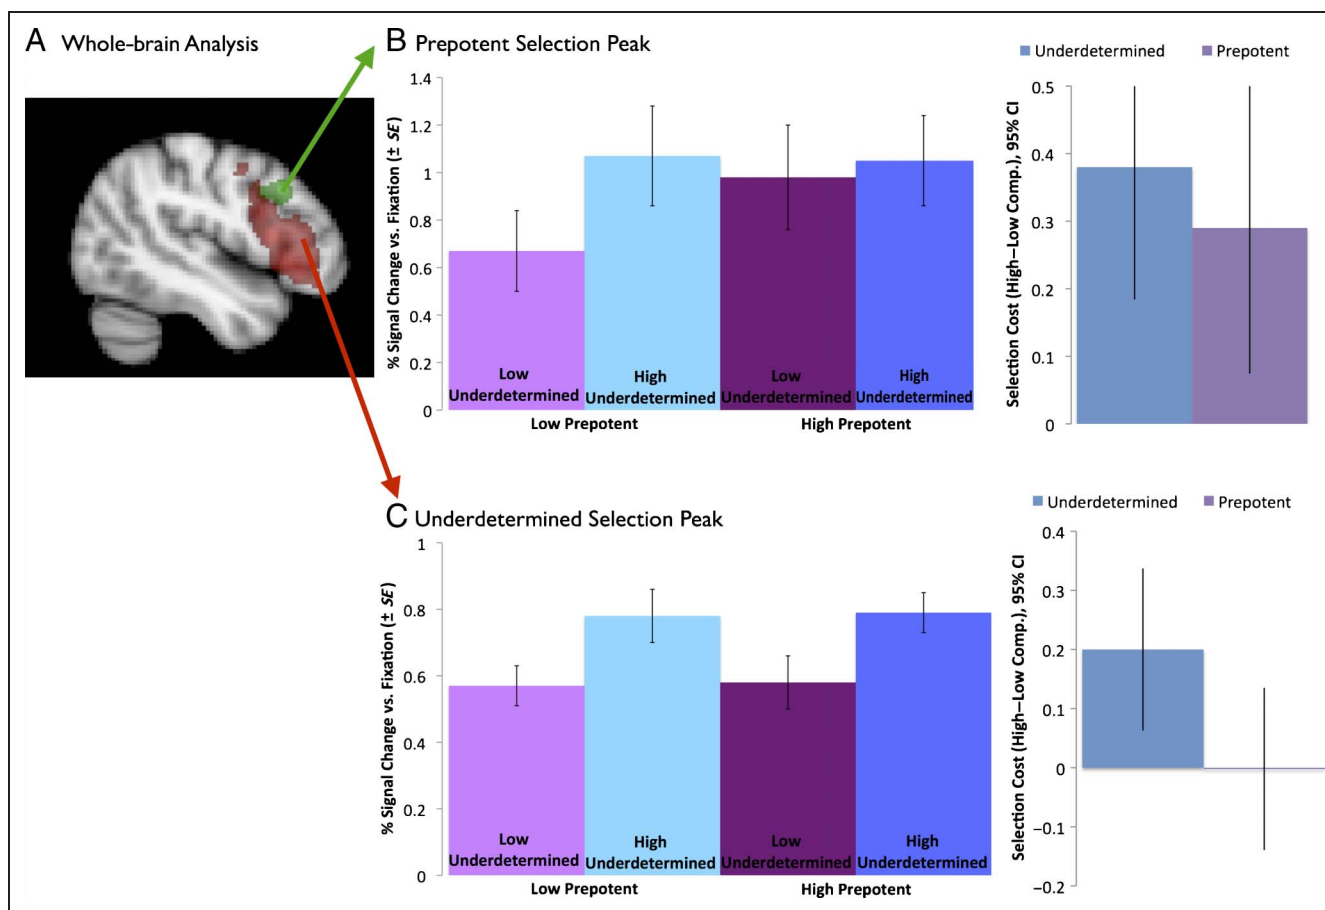 A Whole-brain Analysis
B Prepotent Selection Peak
% Signal Change vs. Fixation (± SE)
1.4
1.2
1
0.8
0.6
0.4
0.2
0
Low
Underdetermined
High
Underdetermined
Low
Underdetermined
High
Underdetermined
Low Prepotent
High Prepotent
Underdetermined
Prepotent
Selection Cost (High–Low Comp.), 95% CI
0.5
0.4
0.3
0.2
0.1
0
C Underdetermined Selection Peak
% Signal Change vs. Fixation (± SE)
1
0.8
0.6
0.4
0.2
0
Low
Underdetermined
High
Underdetermined
Low
Underdetermined
High
Underdetermined
Low Prepotent
High Prepotent
Underdetermined
Prepotent
Selection Cost (High–Low Comp.), 95% CI
0.4
0.3
0.2
0.1
0
−0.1
−0.2